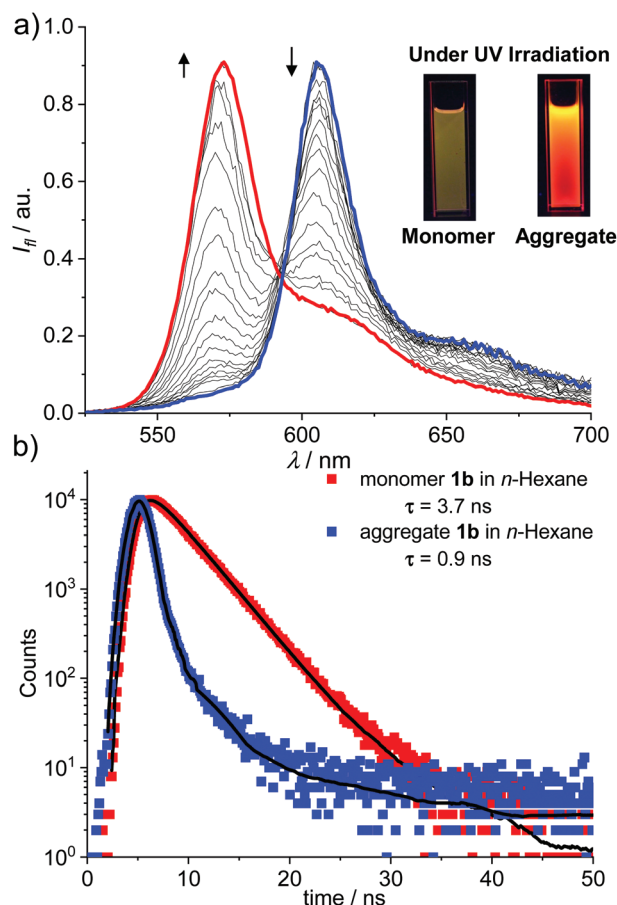 a)
1.0
0.8
0.6
0.4
0.2
0.0
I_fl / au.
Under UV Irradiation
Monomer Aggregate
550 600 650 700
λ / nm
b)
10^4
10^3
10^2
10^1
10^0
Counts
monomer 1b in n-Hexane
τ = 3.7 ns
aggregate 1b in n-Hexane
τ = 0.9 ns
0 10 20 30 40 50
time / ns